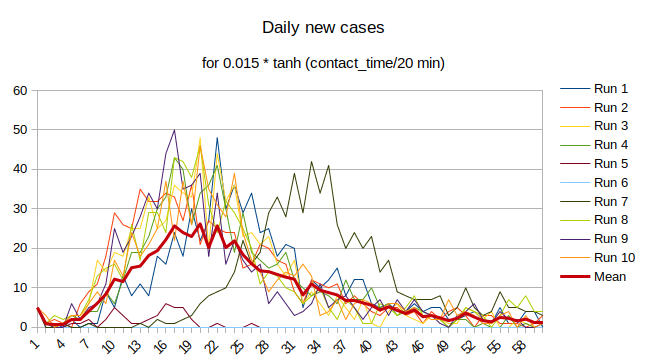 Daily new cases
for 0.015 * tanh (contact_time/20 min)
60
50
40
30
20
10
0
1
4
7
10
13
16
19
22
25
28
31
34
37
40
43
46
49
52
55
58
Run 1
Run 2
Run 3
Run 4
Run 5
Run 6
Run 7
Run 8
Run 9
Run 10
Mean